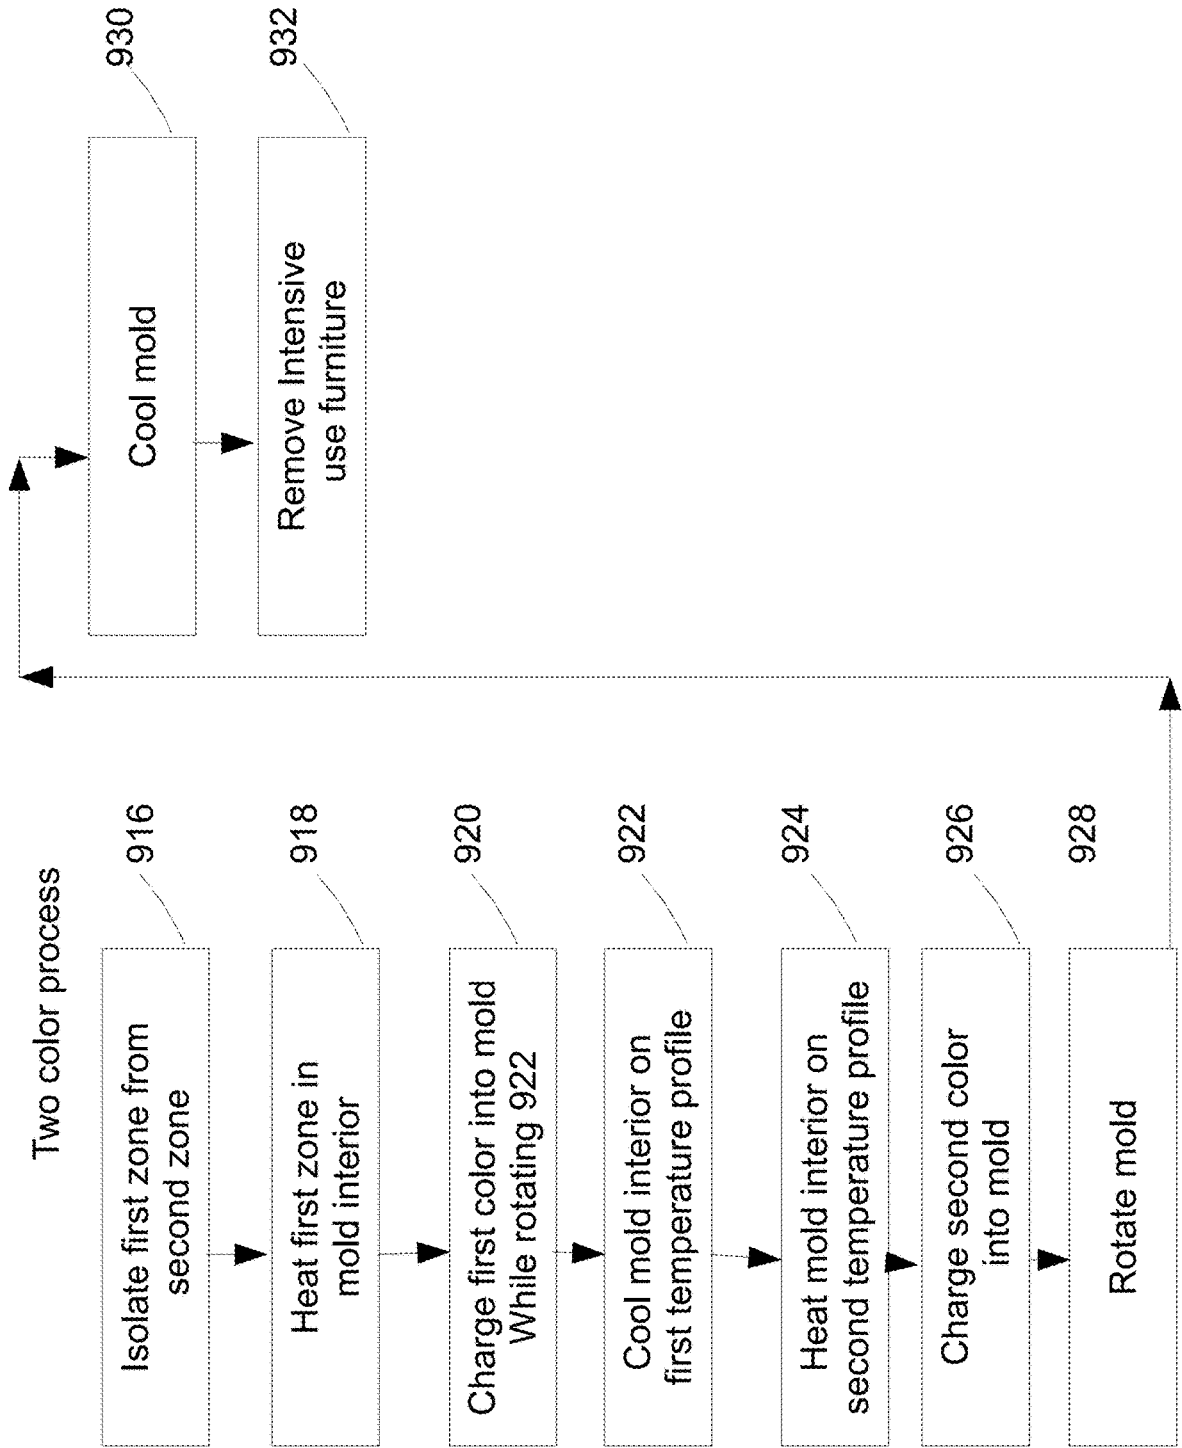 Two color process
Isolate first zone from
second zone
916
Heat first zone in
mold interior
918
Charge first color into mold
While rotating 922
920
Cool mold interior on
first temperature profile
922
Heat mold interior on
second temperature profile
924
Charge second color
into mold
926
Rotate mold
928
Cool mold
930
Remove Intensive
use furniture
932